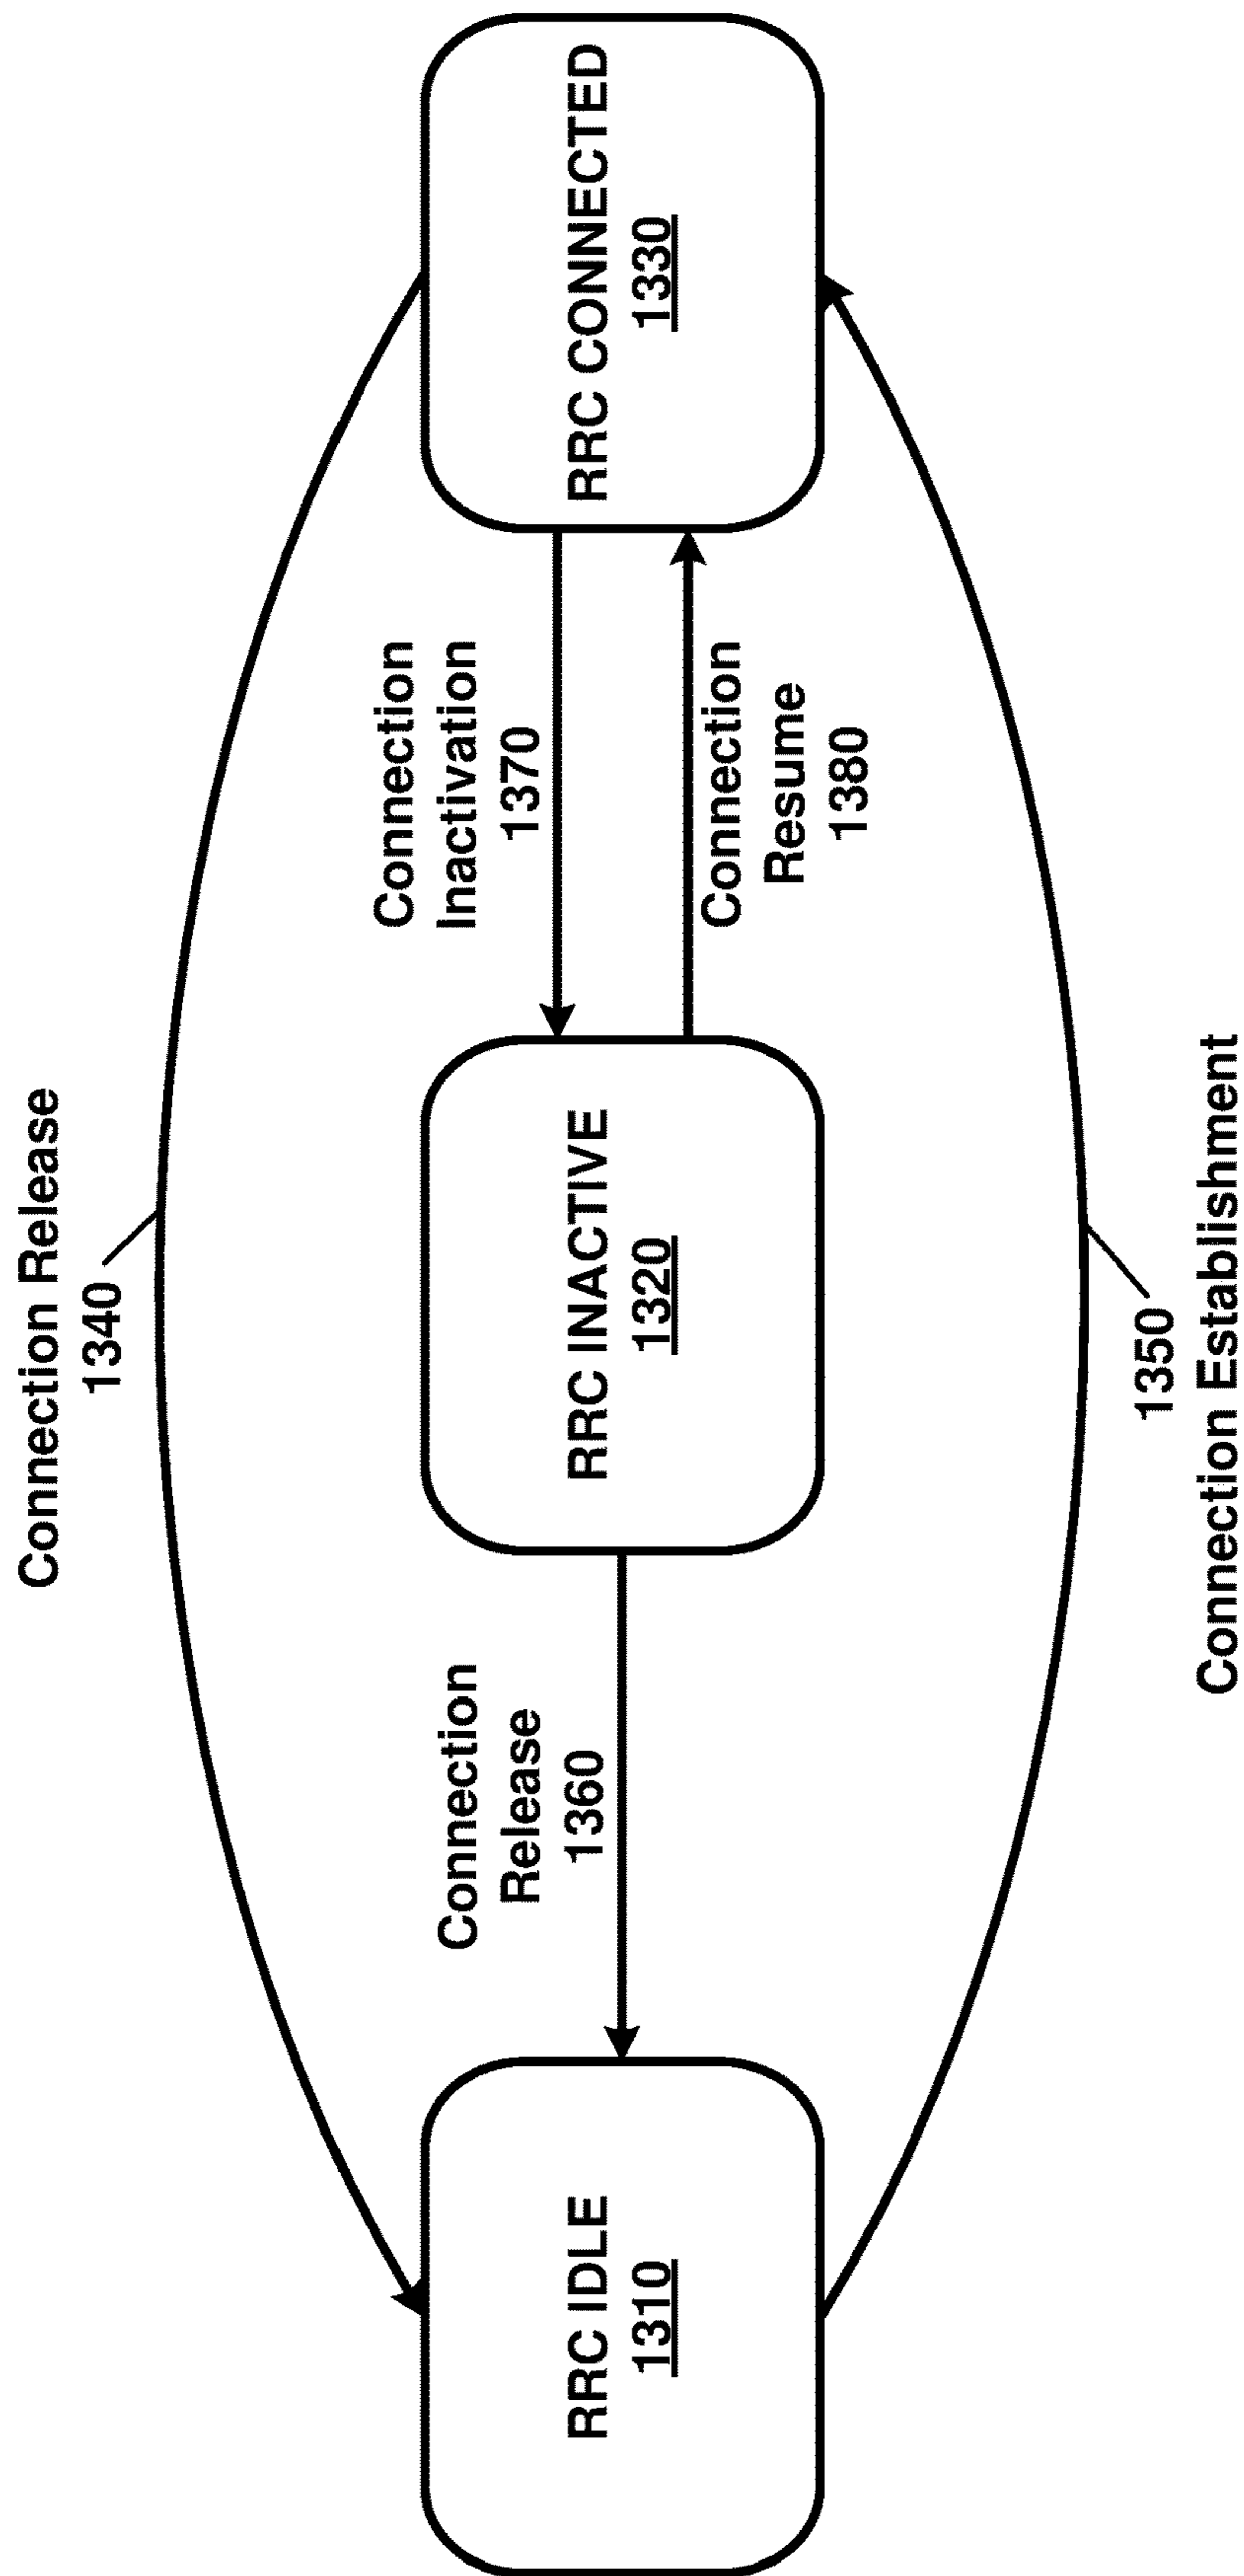 Connection Release
1340
RRC IDLE
1310
Connection
Release
1360
RRC INACTIVE
1320
Connection
Inactivation
1370
Connection
Resume
1380
RRC CONNECTED
1330
1350
Connection Establishment